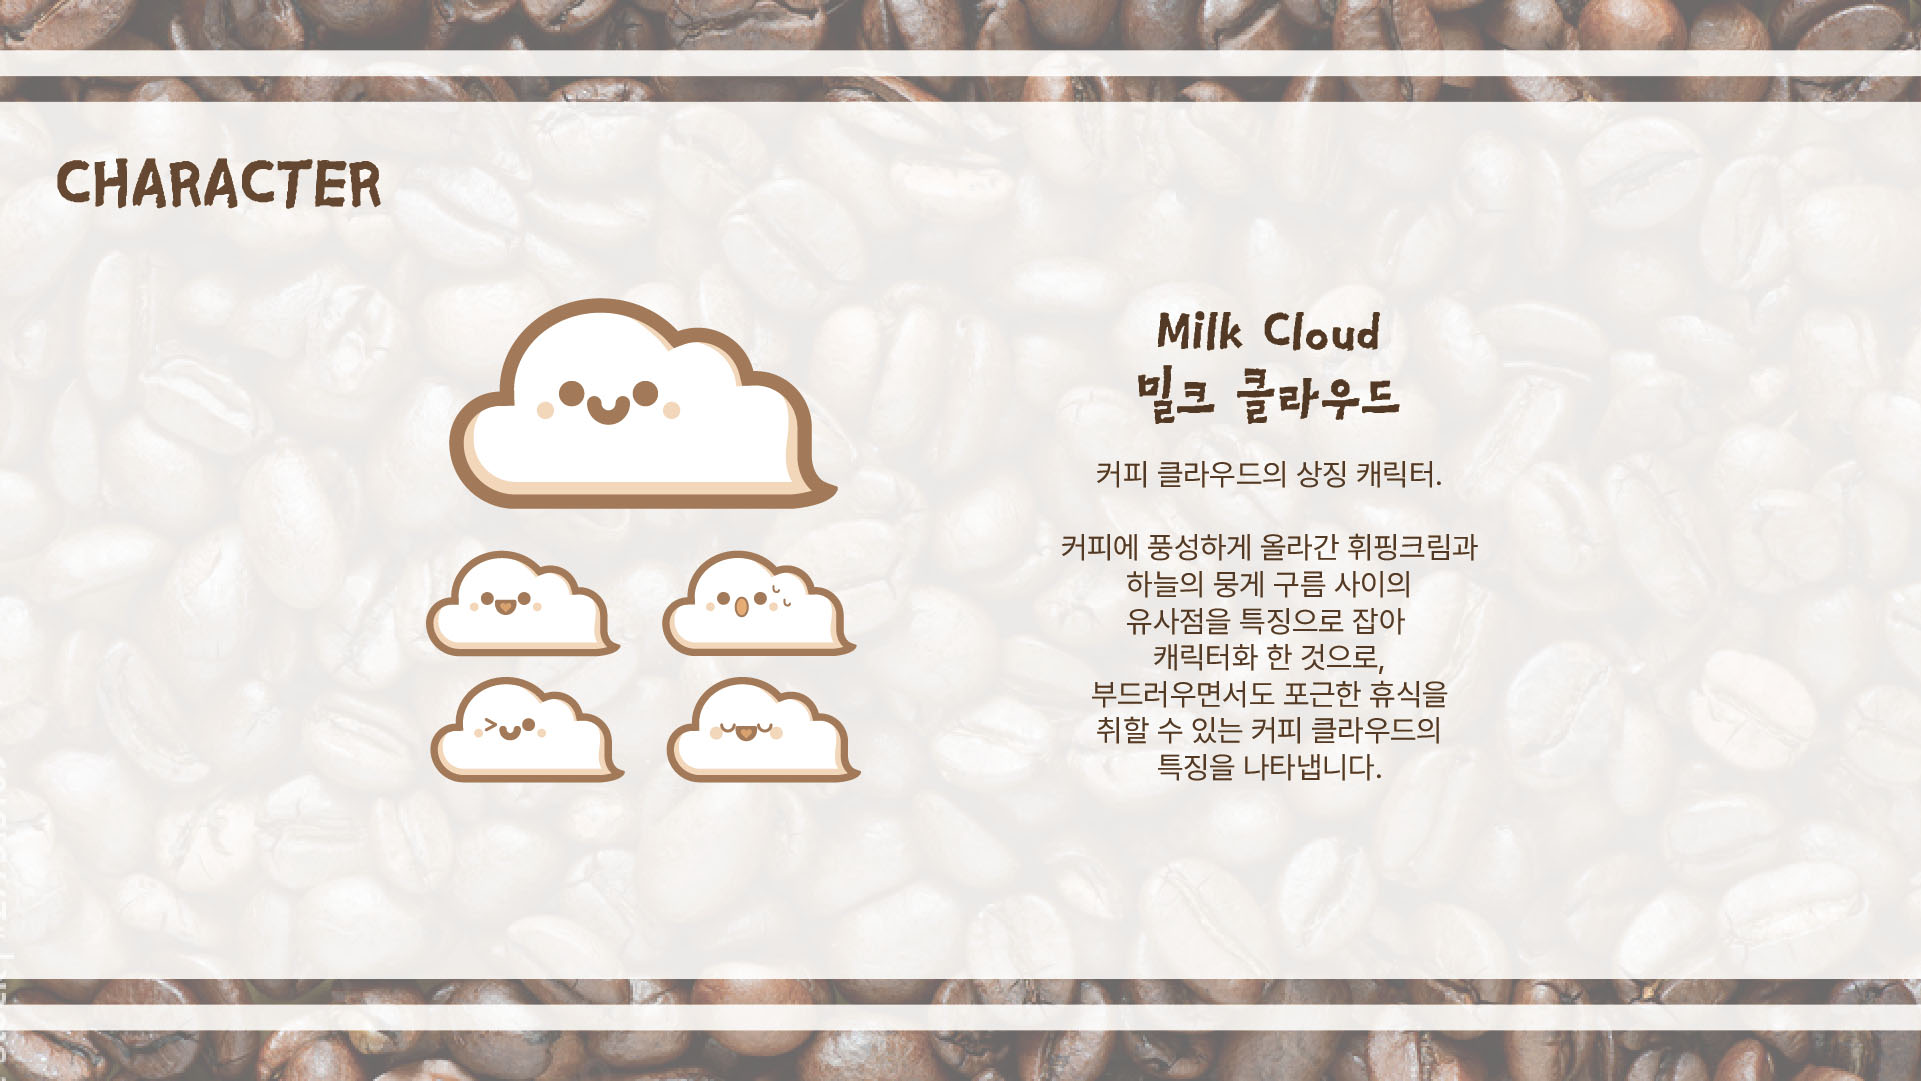 CHARACTER
Milk Cloud
밀크 클라우드
커피 클라우드의 상징 캐릭터.
커피에 풍성하게 올라간 휘핑크림과
하늘의 뭉게 구름 사이의
유사점을 특징으로 잡아
캐릭터화 한 것으로,
부드러우면서도 포근한 휴식을
취할 수 있는 커피 클라우드의
특징을 나타냅니다.